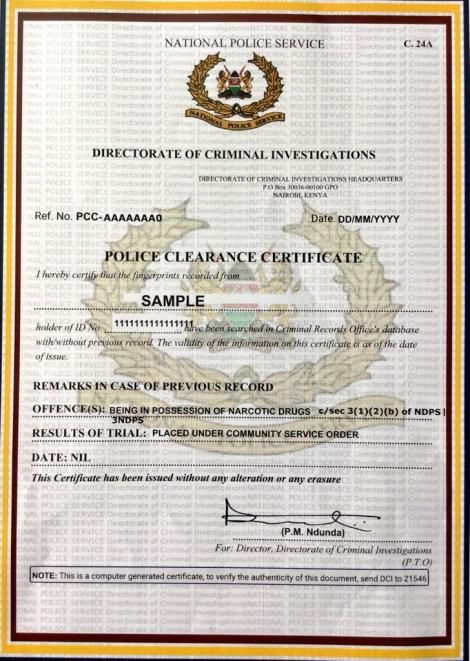 NATIONAL POLICE SERVICE
C. 24A
NATIONAL POLICE SERVICE
DIRECTORATE OF CRIMINAL INVESTIGATIONS
DIRECTORATE OF CRIMINAL INVESTIGATIONS HEADQUARTERS
P.O Box 30036-00100 GPO
NAIROBI, KENYA
Ref. No. PCC-AAAAAAA0
Date. DD/MM/YYYY
POLICE CLEARANCE CERTIFICATE
I hereby certify that the fingerprints recorded from
SAMPLE
holder of ID No. 1111111111111111 have been searched in Criminal Records Office's database
with/without previous record. The validity of the information on this certificate is as of the date
of issue.
REMARKS IN CASE OF PREVIOUS RECORD
OFFENCE(S): BEING IN POSSESSION OF NARCOTIC DRUGS c/sec 3(1)(2)(b) of NDPS |
3NDPS
RESULTS OF TRIAL: PLACED UNDER COMMUNITY SERVICE ORDER
DATE: NIL
This Certificate has been issued without any alteration or any erasure
(P.M. Ndunda)
For: Director, Directorate of Criminal Investigations
(P.T.O)
NOTE: This is a computer generated certificate, to verify the authenticity of this document, send DCI to 21546